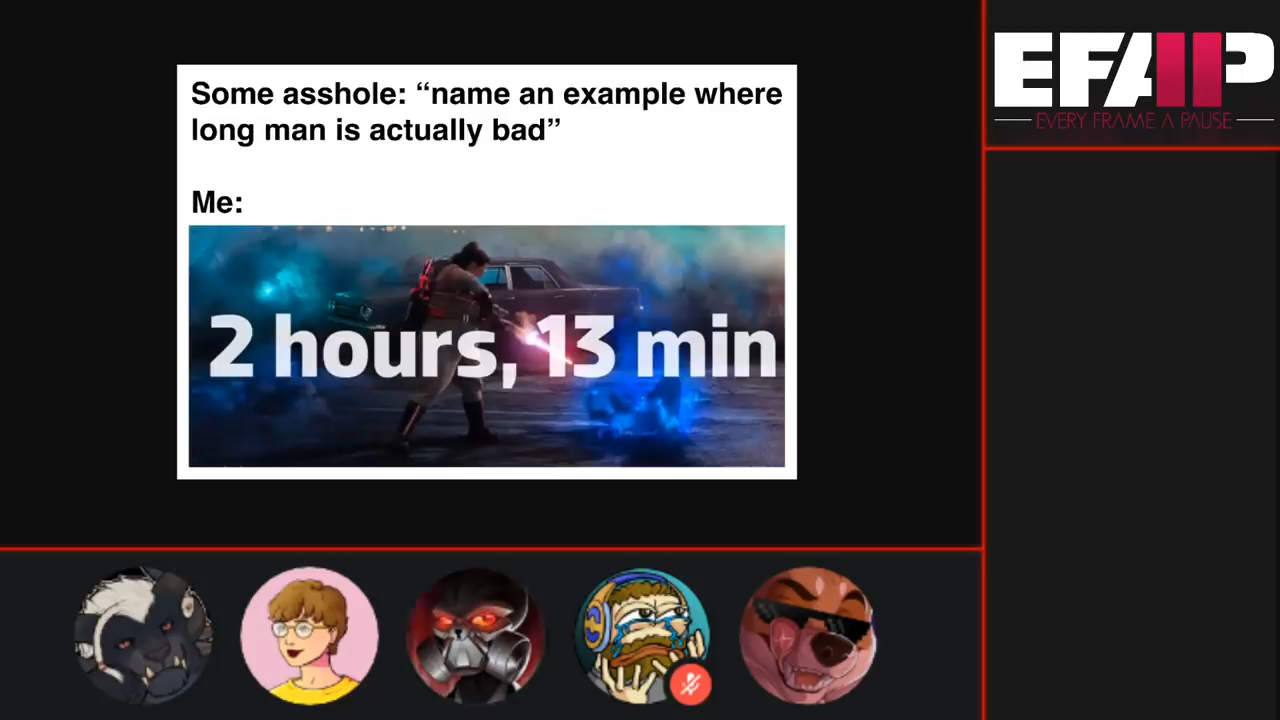 Some asshole: “name an example where
long man is actually bad”
Me:
2 hours, 13 min
EFAP
EVERY FRAME A PAUSE